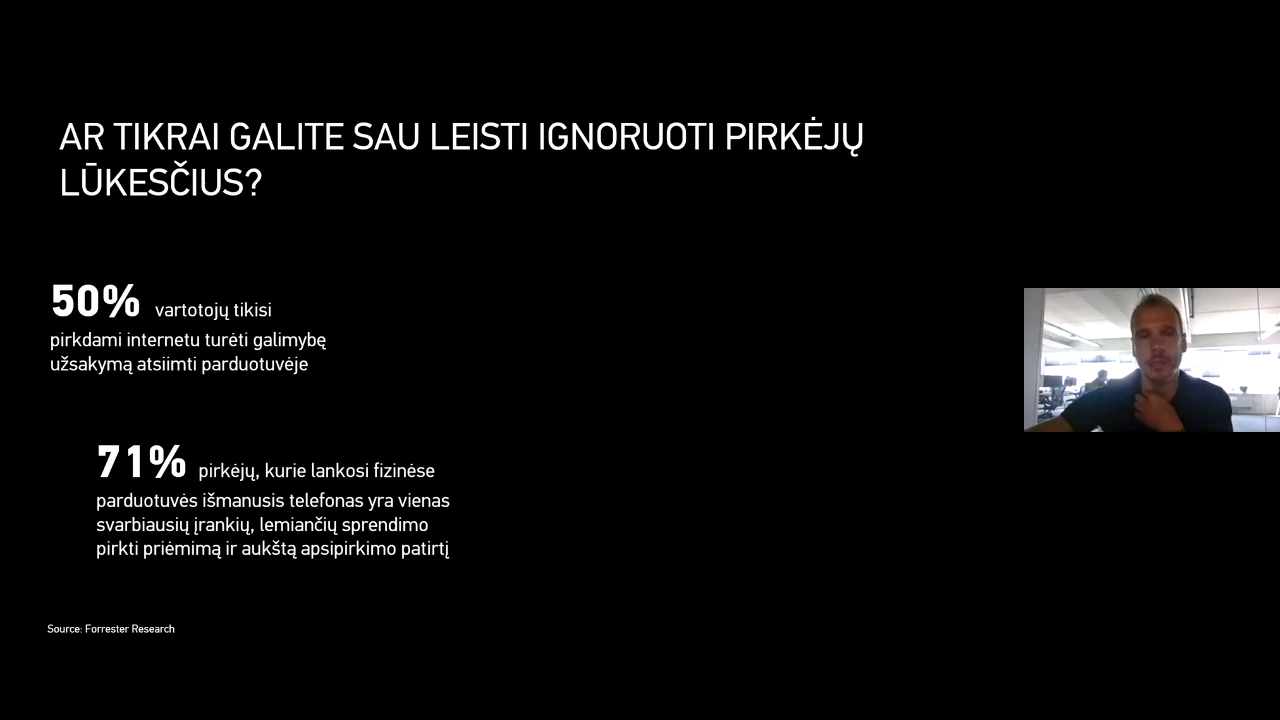 AR TIKRAI GALITE SAU LEISTI IGNORUOTI PIRKĖJŲ
LŪKESČIUS?
50% vartotojų tikisi
pirkdami internetu turėti galimybę
užsakymą atsiimti parduotuvėje
71% pirkėjų, kurie lankosi fizinėse
parduotuvės išmanusis telefonas yra vienas
svarbiausių įrankių, lemiančių sprendimo
pirkti priėmimą ir aukštą apsipirkimo patirtį
Source: Forrester Research